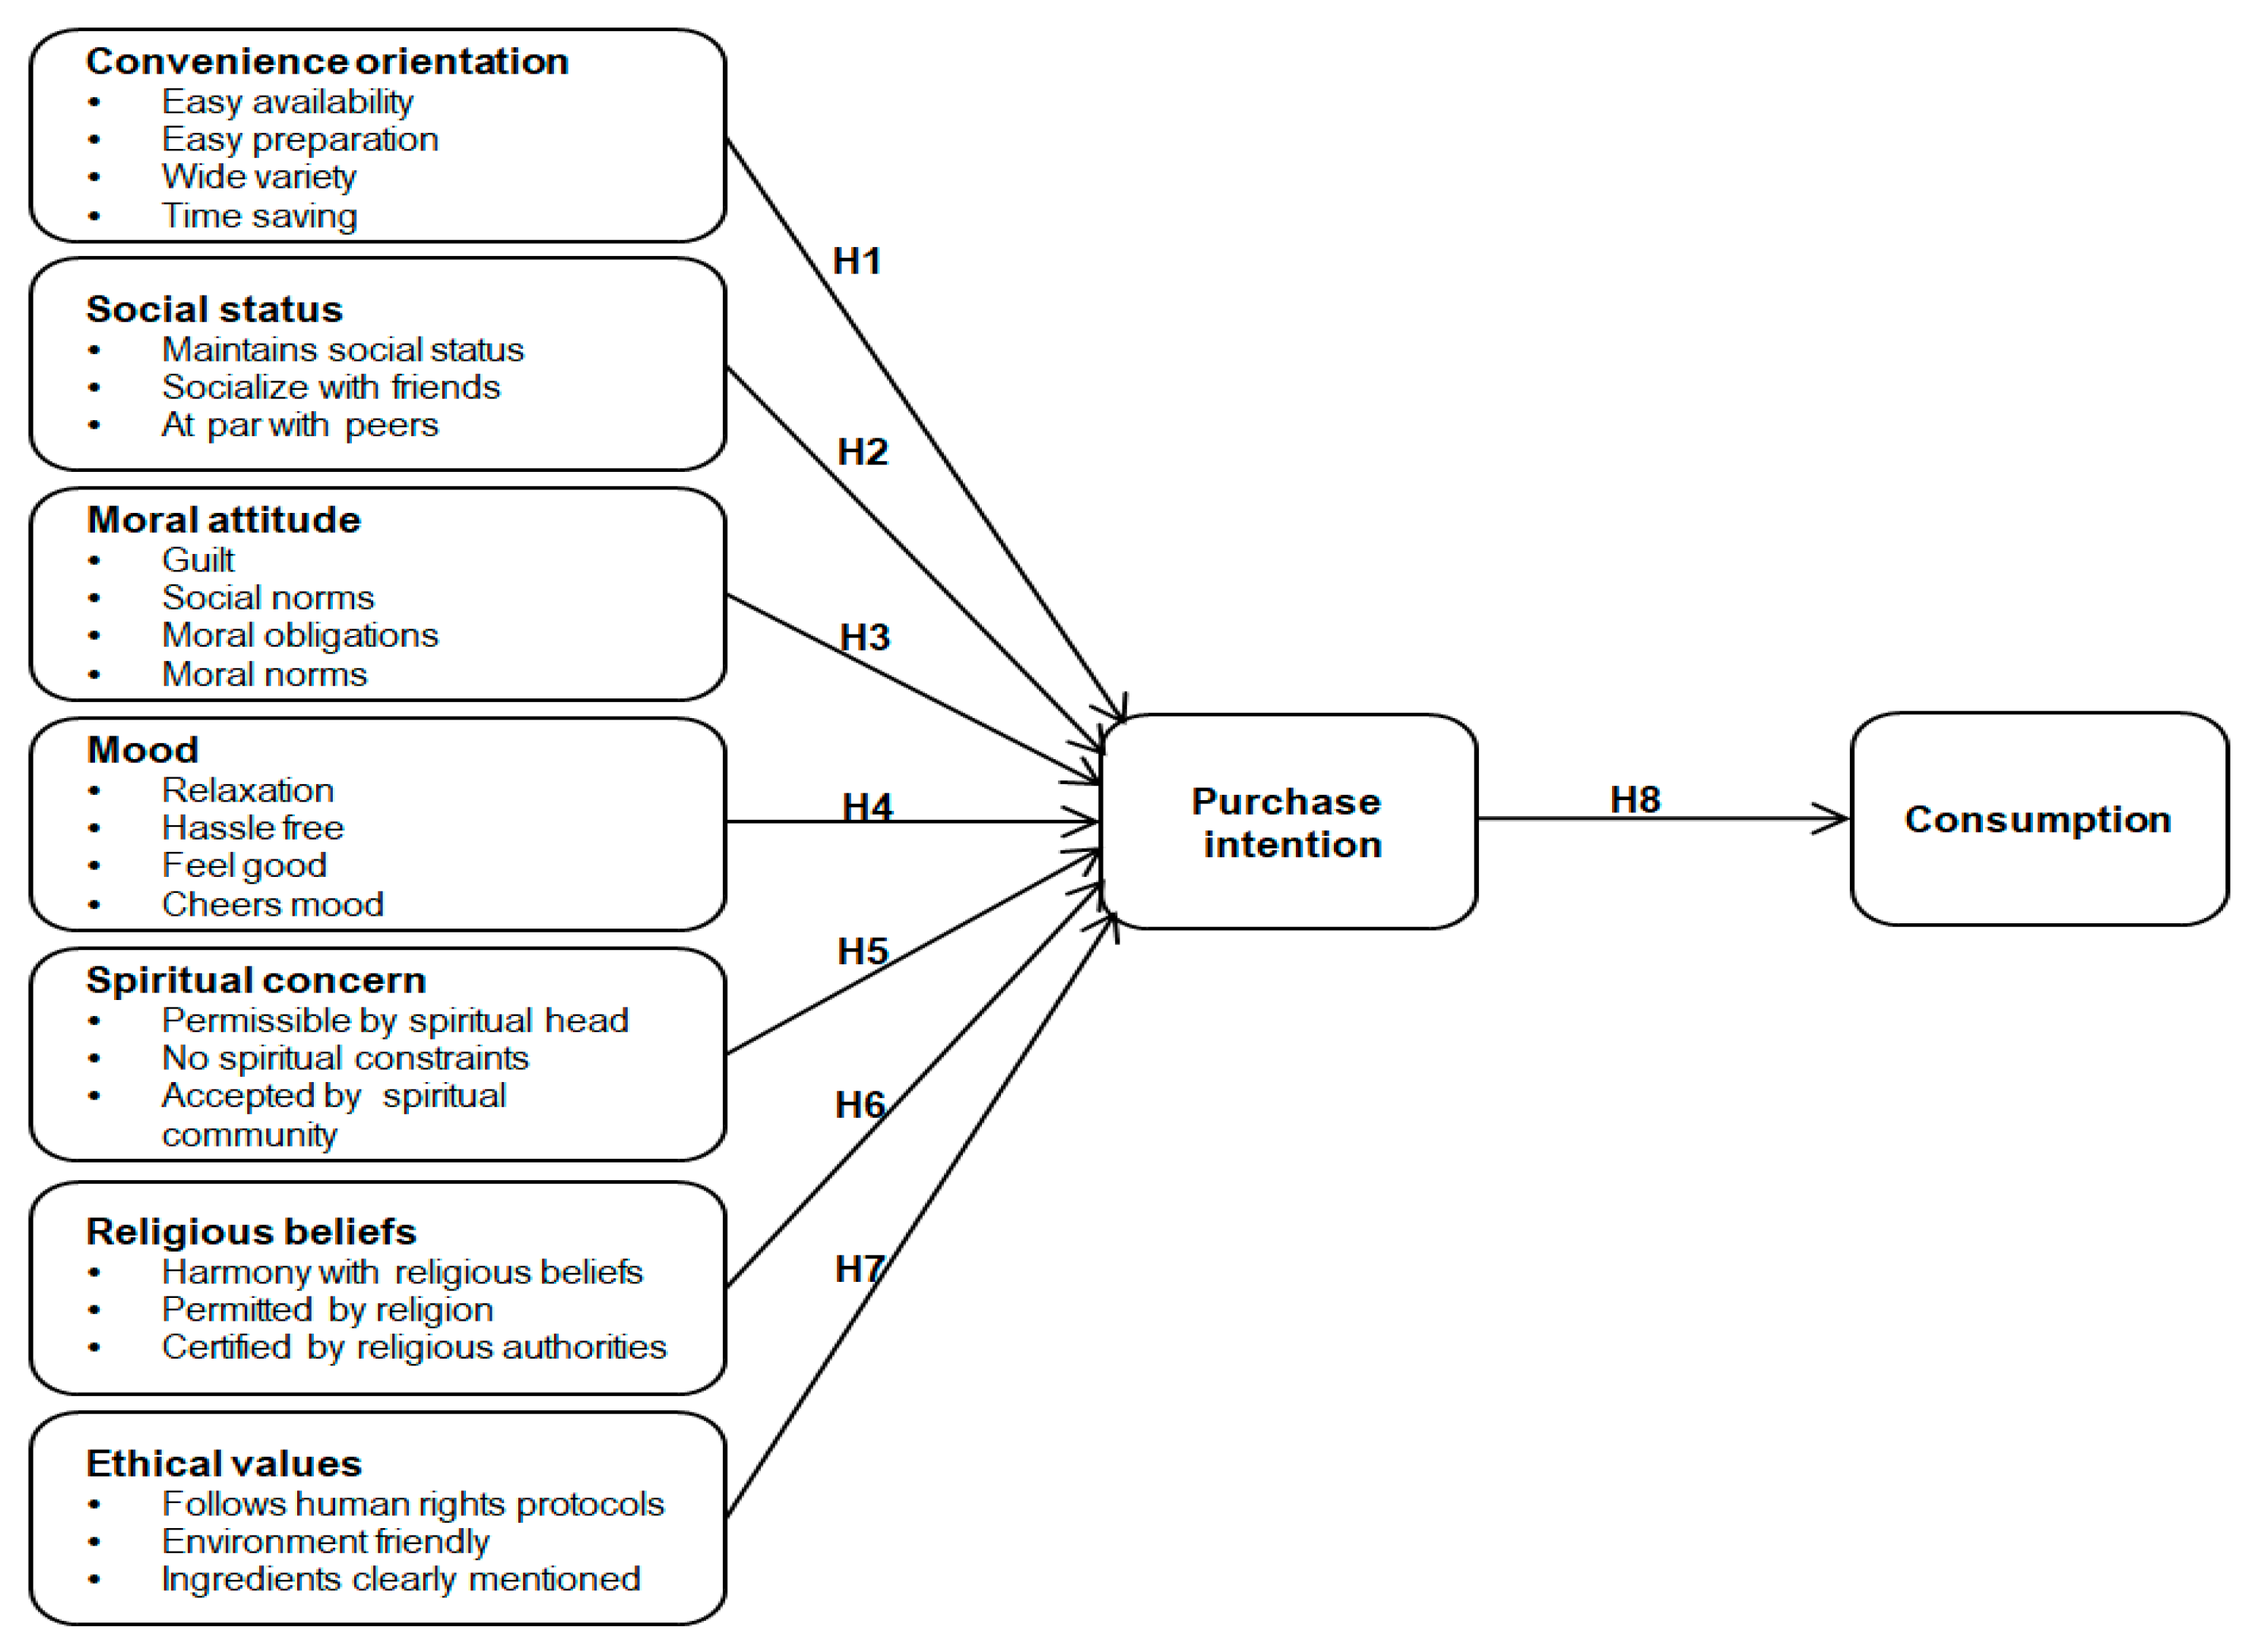 Convenience orientation
• Easy availability
• Easy preparation
• Wide variety
• Time saving
Social status
• Maintains social status
• Socialize with friends
• At par with peers
Moral attitude
• Guilt
• Social norms
• Moral obligations
• Moral norms
Mood
• Relaxation
• Hassle free
• Feel good
• Cheers mood
Spiritual concern
• Permissible by spiritual head
• No spiritual constraints
• Accepted by spiritual
community
Religious beliefs
• Harmony with religious beliefs
• Permitted by religion
• Certified by religious authorities
Ethical values
• Follows human rights protocols
• Environment friendly
• Ingredients clearly mentioned
H1
H2
H3
H4
H5
H6
H7
Purchase
intention
H8
Consumption